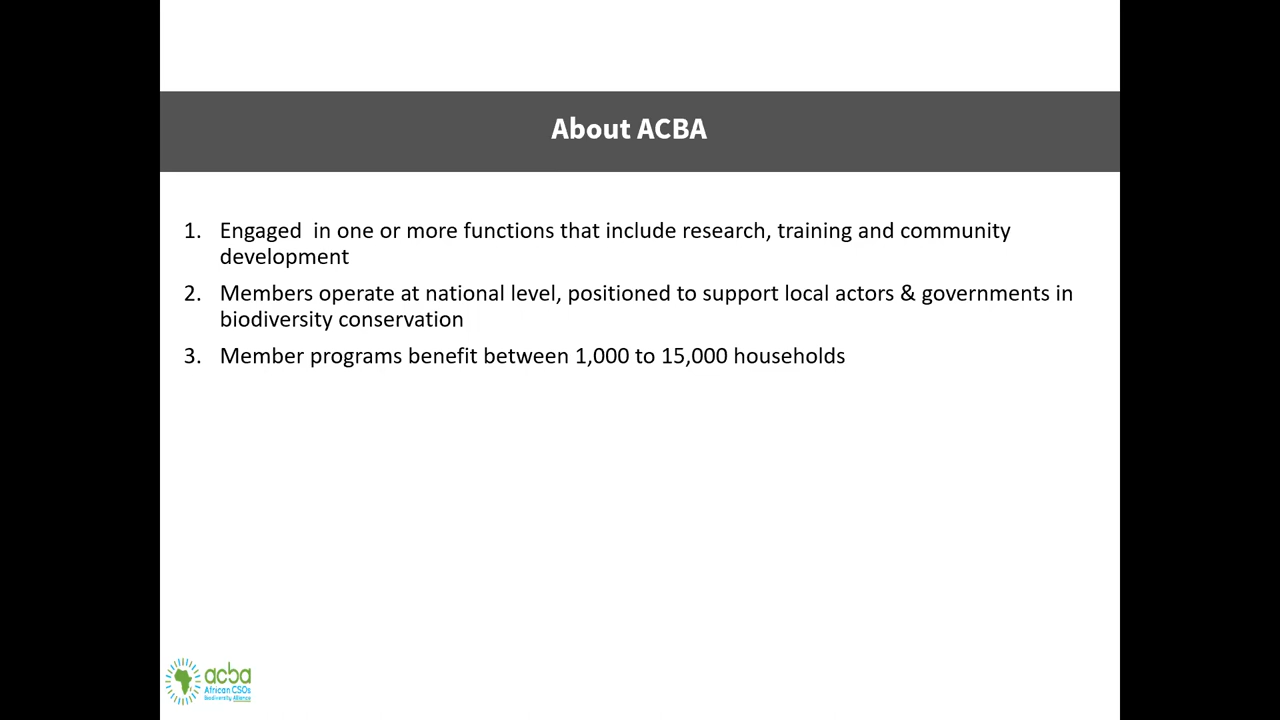 About ACBA
1. Engaged  in one or more functions that include research, training and community
development
2. Members operate at national level, positioned to support local actors & governments in
biodiversity conservation
3. Member programs benefit between 1,000 to 15,000 households
acba
African CSOs
Biodiversity Alliance